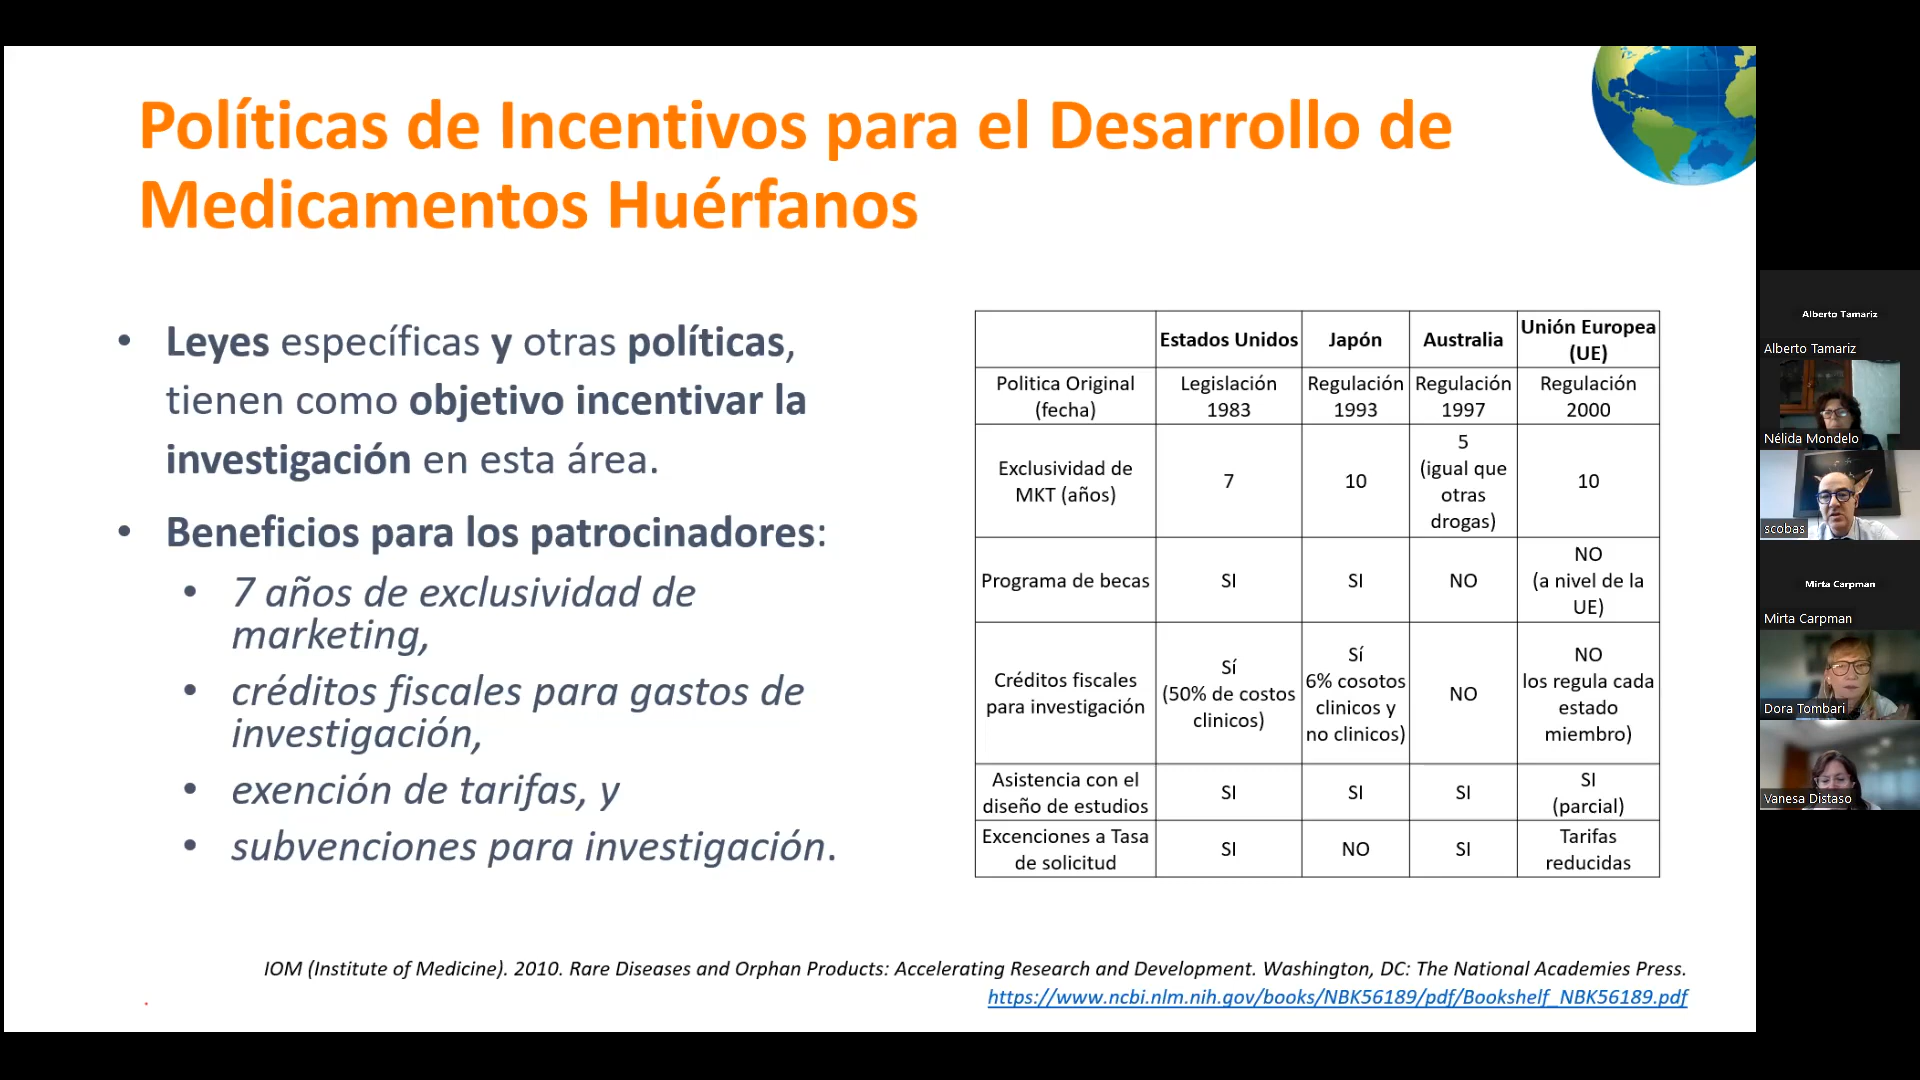 Políticas de Incentivos para el Desarrollo de
Medicamentos Huérfanos
• Leyes específicas y otras políticas,
tienen como objetivo incentivar la
investigación en esta área.
• Beneficios para los patrocinadores:
• 7 años de exclusividad de
marketing,
• créditos fiscales para gastos de
investigación,
• exención de tarifas, y
• subvenciones para investigación.
Estados Unidos
Japón
Australia
Unión Europea
(UE)
Politica Original
(fecha)
Legislación
1983
Regulación
1993
Regulación
1997
Regulación
2000
Exclusividad de
MKT (años)
7
10
5
(igual que
otras
drogas)
10
Programa de becas
SI
SI
NO
NO
(a nivel de la
UE)
Créditos fiscales
para investigación
Sí
(50% de costos
clinicos)
Sí
6% cosotos
clinicos y
no clinicos)
NO
NO
los regula cada
estado
miembro)
Asistencia con el
diseño de estudios
SI
SI
SI
SI
(parcial)
Excenciones a Tasa
de solicitud
SI
NO
SI
Tarifas
reducidas
IOM (Institute of Medicine). 2010. Rare Diseases and Orphan Products: Accelerating Research and Development. Washington, DC: The National Academies Press.
https://www.ncbi.nlm.nih.gov/books/NBK56189/pdf/Bookshelf_NBK56189.pdf
Alberto Tamariz
Alberto Tamariz
Nélida Mondelo
scobas
Mirta Carpman
Mirta Carpman
Dora Tombari
Vanesa Distaso